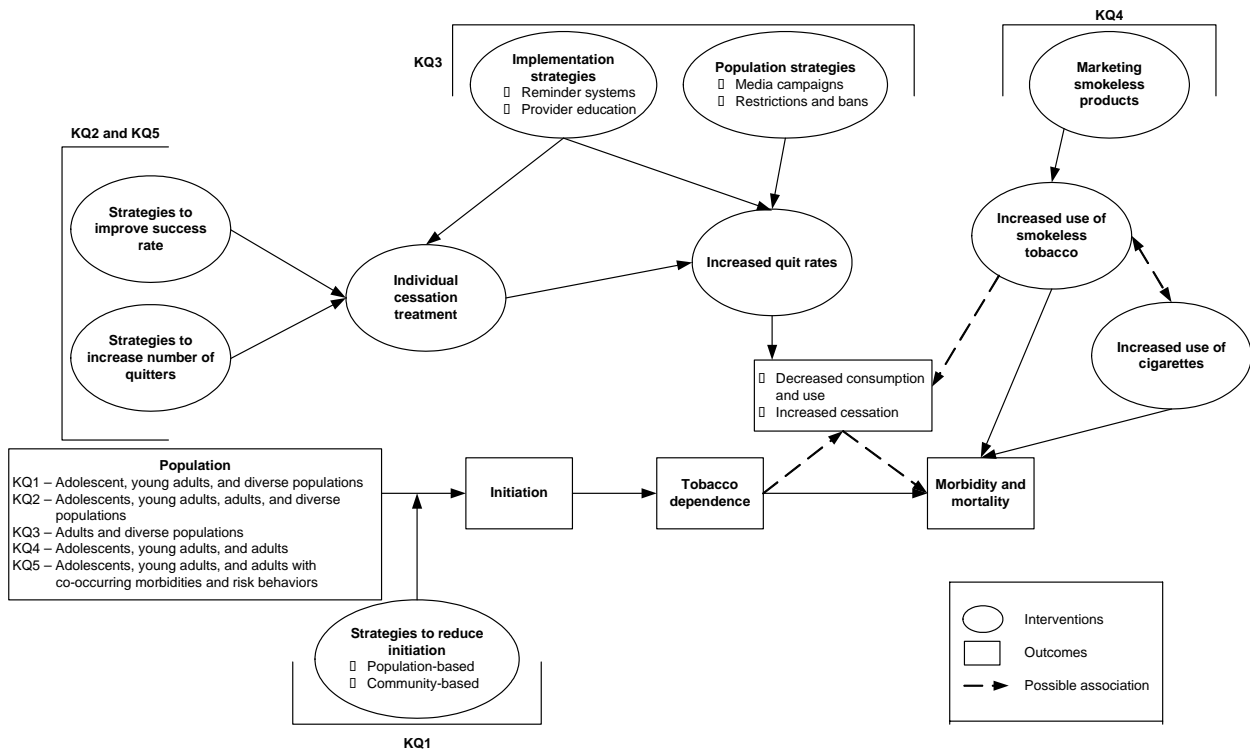 KQ4
KQ3
Implementation
strategies
▯ Reminder systems
▯ Provider education
Population strategies
▯ Media campaigns
▯ Restrictions and bans
Marketing
smokeless
products
KQ2 and KQ5
Strategies to
improve success
rate
Individual
cessation
treatment
Increased quit rates
Increased use of
smokeless
tobacco
Strategies to
increase number of
quitters
Increased use of
cigarettes
▯ Decreased consumption
and use
▯ Increased cessation
Population
KQ1 – Adolescent, young adults, and diverse populations
KQ2 – Adolescents, young adults, adults, and diverse
populations
KQ3 – Adults and diverse populations
KQ4 – Adolescents, young adults, and adults
KQ5 – Adolescents, young adults, and adults with
co-occurring morbidities and risk behaviors
Initiation
Tobacco
dependence
Morbidity and
mortality
Strategies to reduce
initiation
▯ Population-based
▯ Community-based
KQ1
Interventions
Outcomes
Possible association